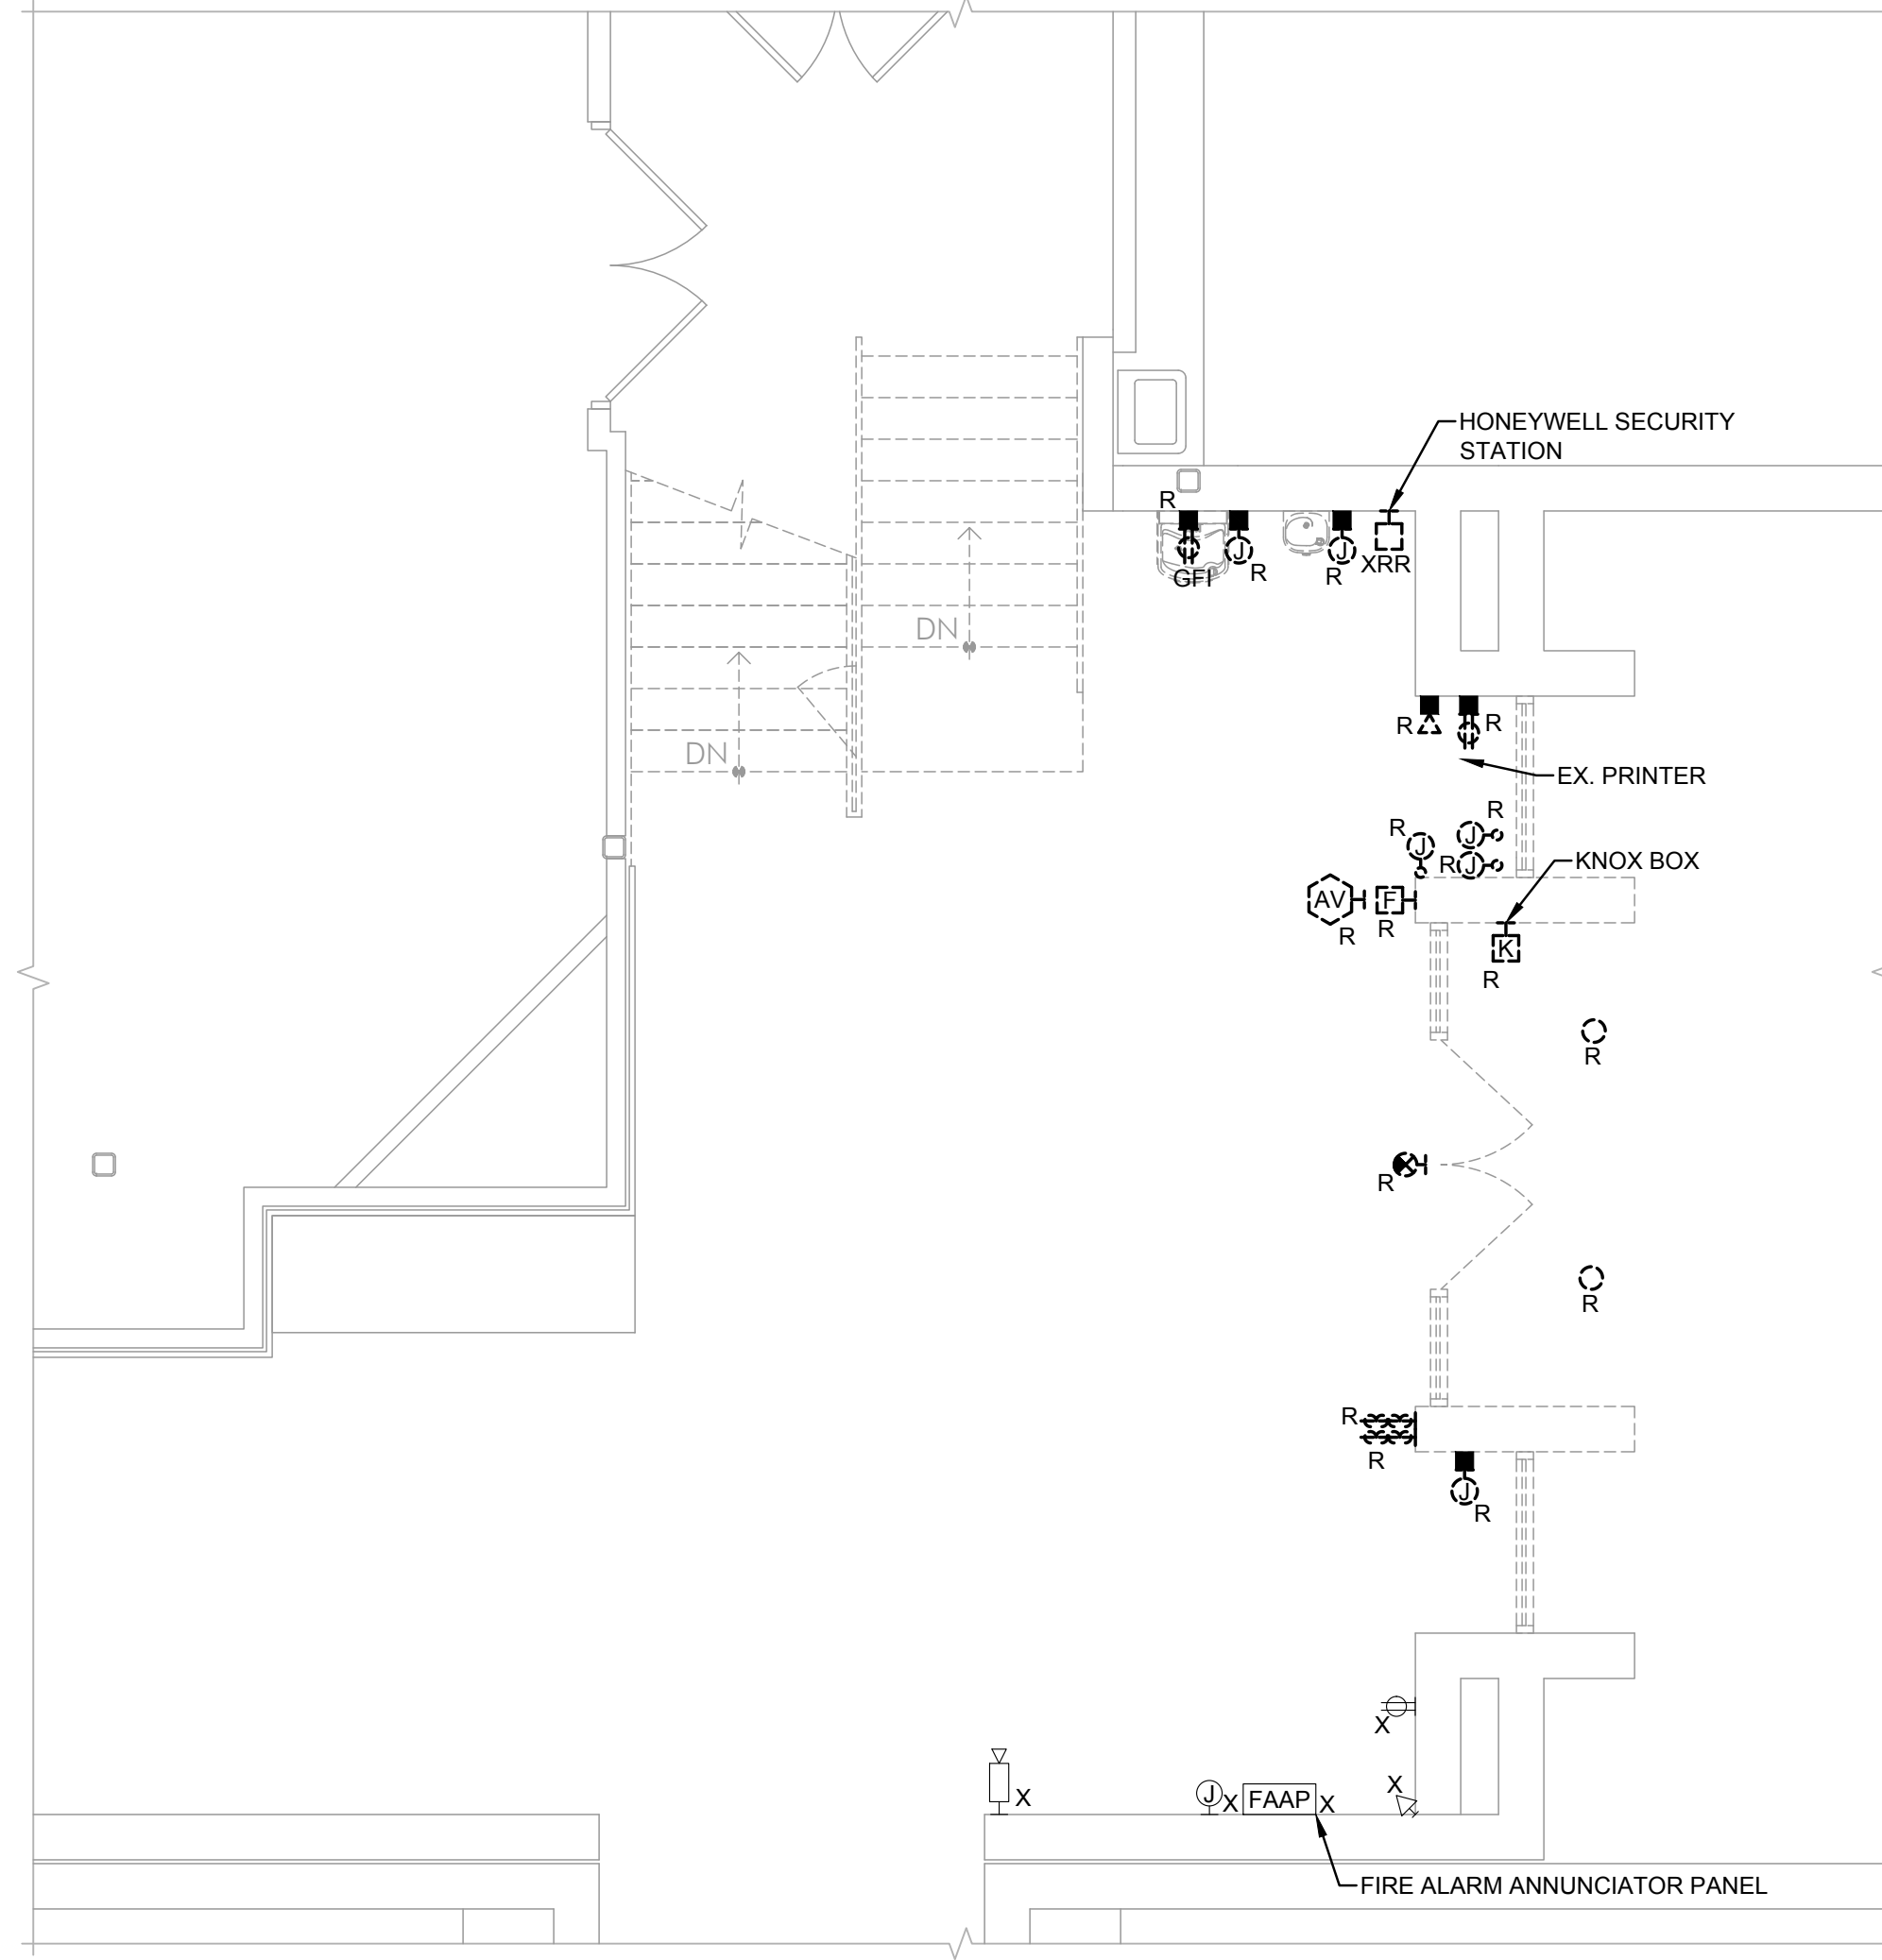 HONEYWELL SECURITY
STATION
R
J
J
GFI
R
R
XRR
DN
R
R
DN
EX. PRINTER
R
R
J
J
R
J
KNOX BOX
AV
F
R
R
K
R
R
R
R
R
R
J
R
X
X
J
X
FAAP
X
X
FIRE ALARM ANNUNCIATOR PANEL